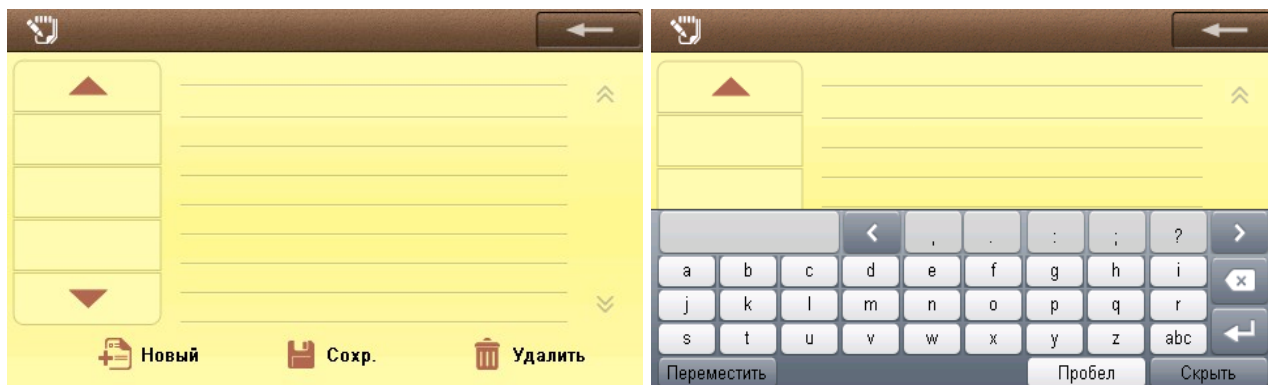 Новый Сохр. Удалить
, . : ; ?
a b c d e f g h i
j k l m n o p q r
s t u v w x y z abc
Переместить Пробел Скрыть